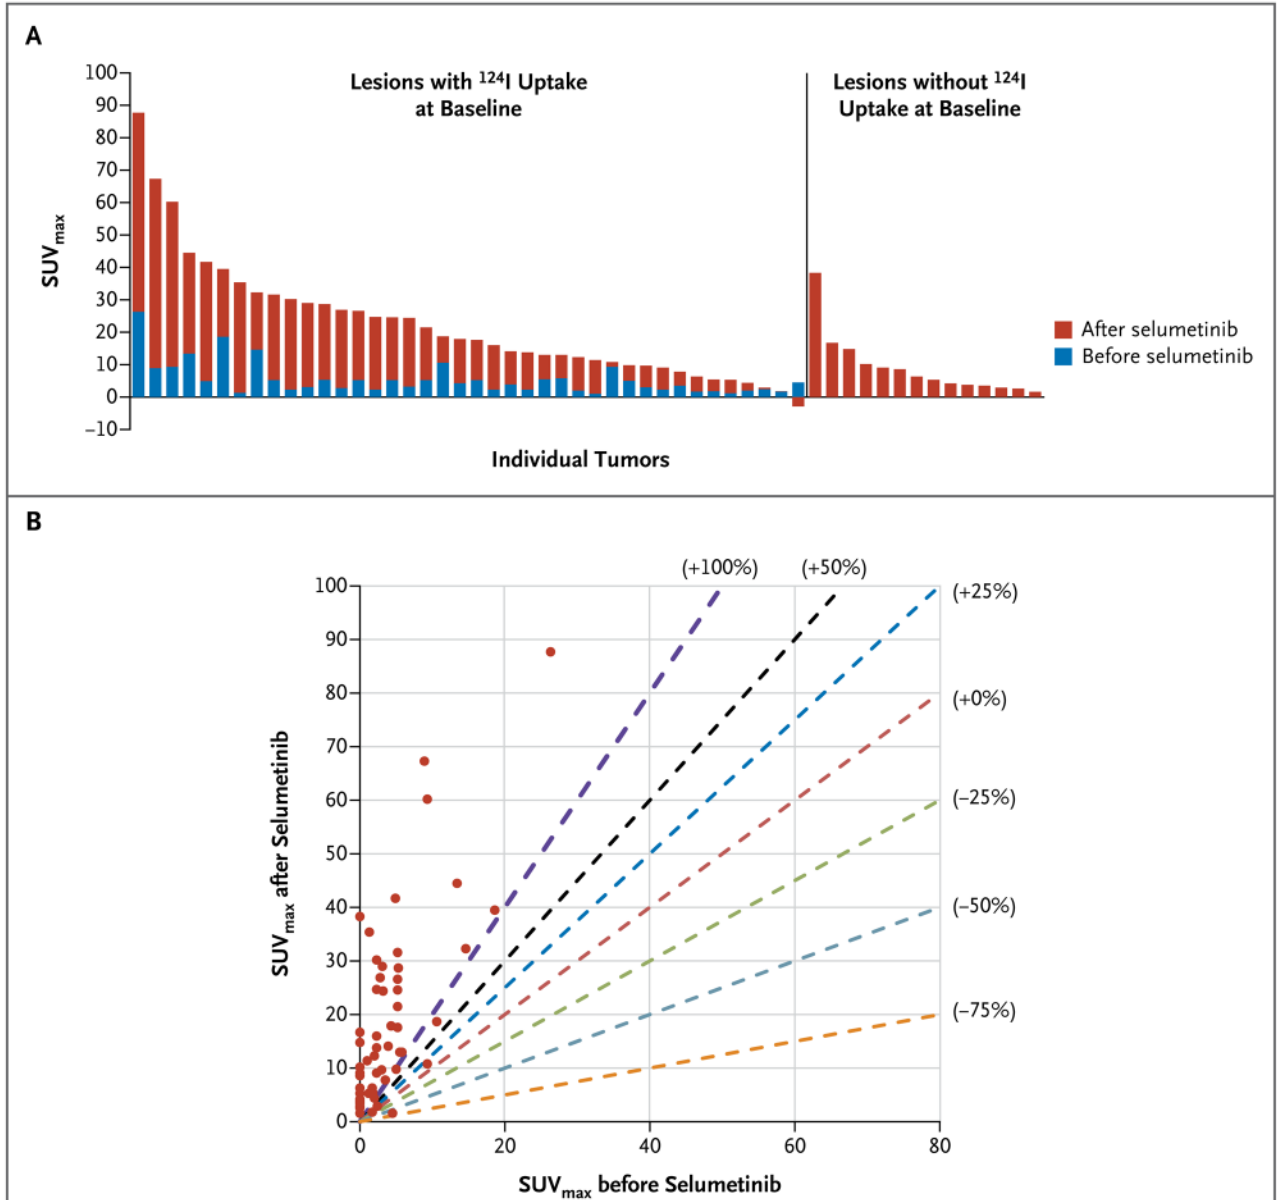 A
Lesions with ¹²⁴I Uptake
at Baseline
Lesions without ¹²⁴I
Uptake at Baseline
SUVmax
100
90
80
70
60
50
40
30
20
10
0
−10
After selumetinib
Before selumetinib
Individual Tumors
B
(+100%)
(+50%)
(+25%)
(+0%)
(−25%)
(−50%)
(−75%)
SUVmax after Selumetinib
100
90
80
70
60
50
40
30
20
10
0
0 20 40 60 80
SUVmax before Selumetinib